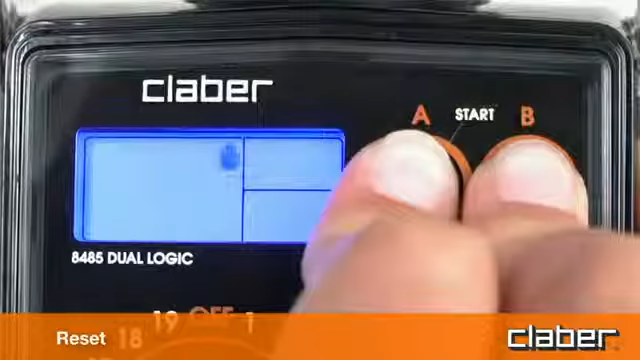 claber
A START B
8485 DUAL LOGIC
19 OFF 1
18
Reset
claber